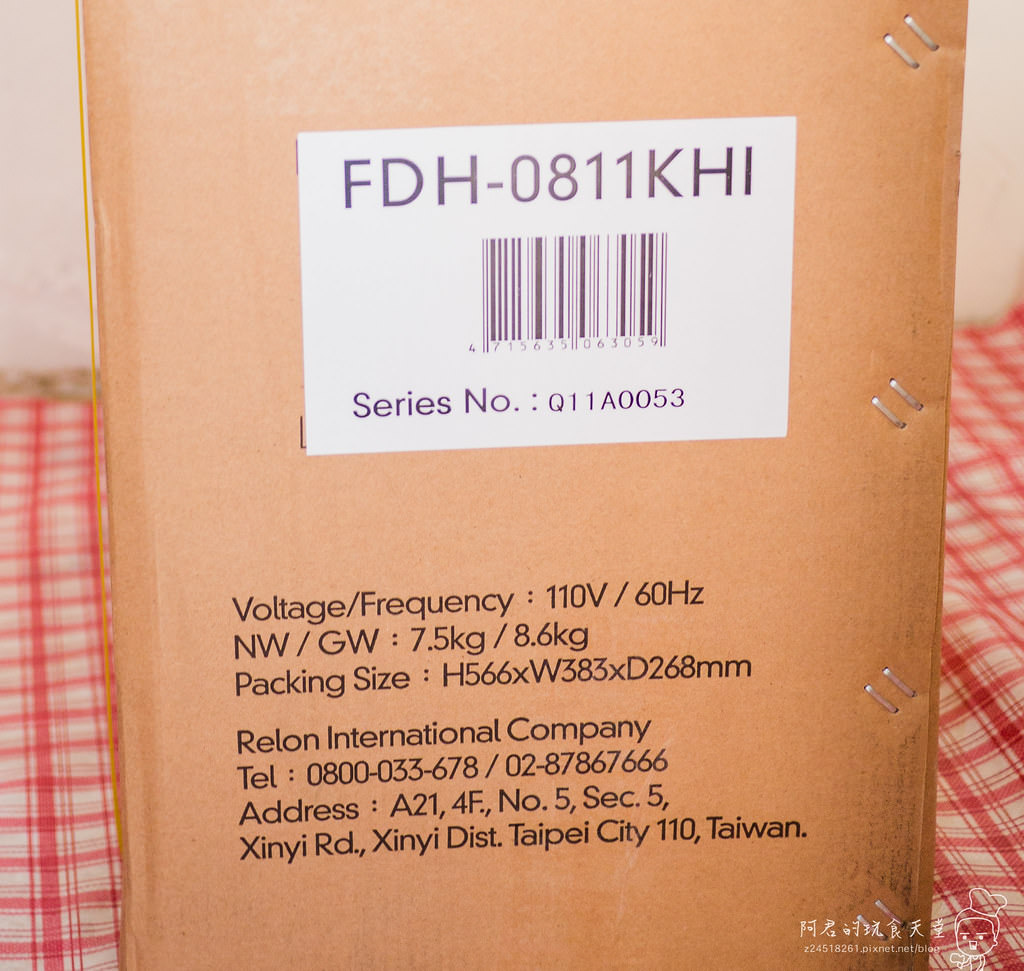 FDH-0811KHI
4 715635 063059
Series No. : Q11A0053
Voltage/Frequency : 110V / 60Hz
NW / GW : 7.5kg / 8.6kg
Packing Size : H566xW383xD268mm
Relon International Company
Tel : 0800-033-678 / 02-87867666
Address : A21, 4F., No. 5, Sec. 5,
Xinyi Rd., Xinyi Dist. Taipei City 110, Taiwan.
阿君的玩食天堂
z24518261.pixnet.net/blog